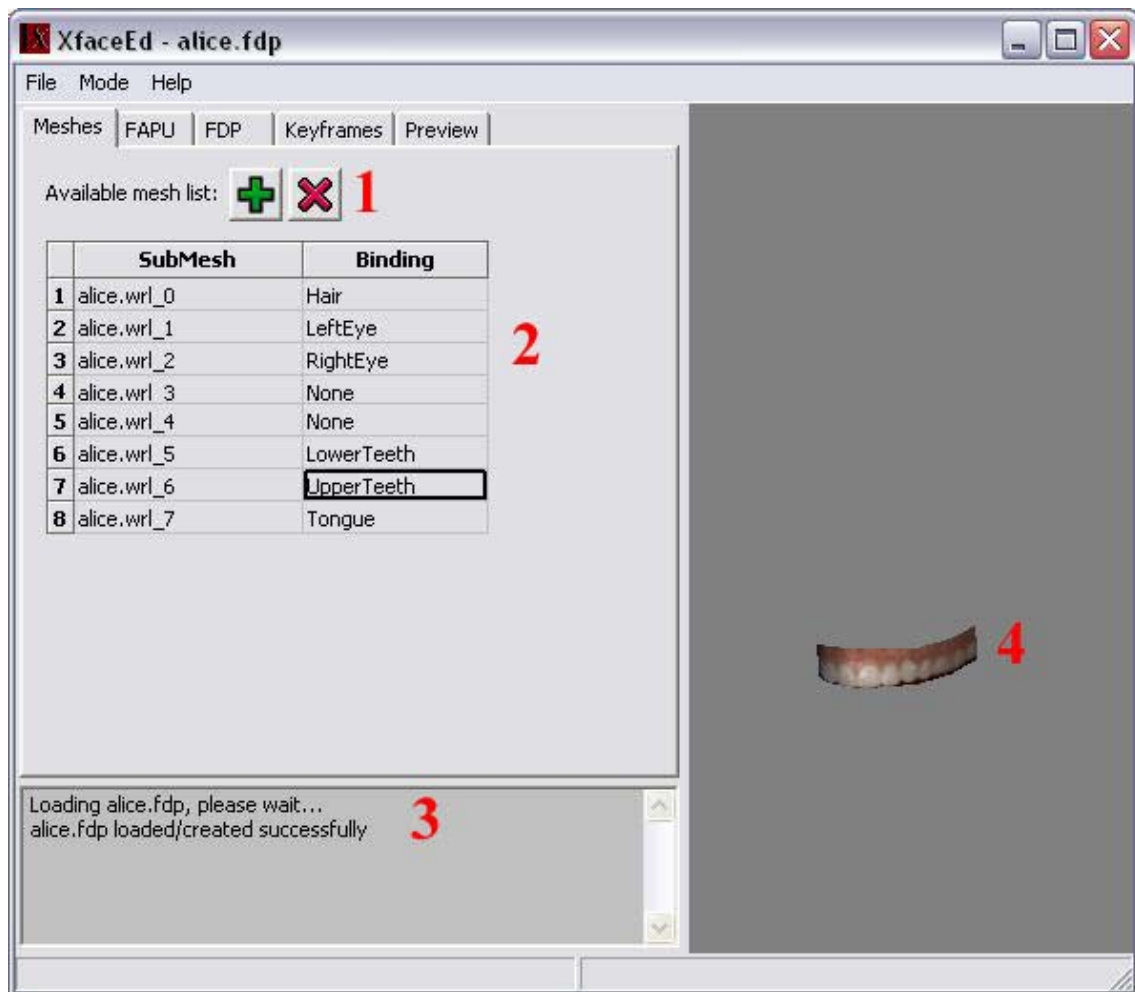 XfaceEd - alice.fdp
File Mode Help
Meshes FAPU FDP Keyframes Preview
Available mesh list: 1
SubMesh Binding
1 alice.wrl_0 Hair
2 alice.wrl_1 LeftEye
3 alice.wrl_2 RightEye
4 alice.wrl_3 None
5 alice.wrl_4 None
6 alice.wrl_5 LowerTeeth
7 alice.wrl_6 UpperTeeth
8 alice.wrl_7 Tongue
2
Loading alice.fdp, please wait...
alice.fdp loaded/created successfully
3
4